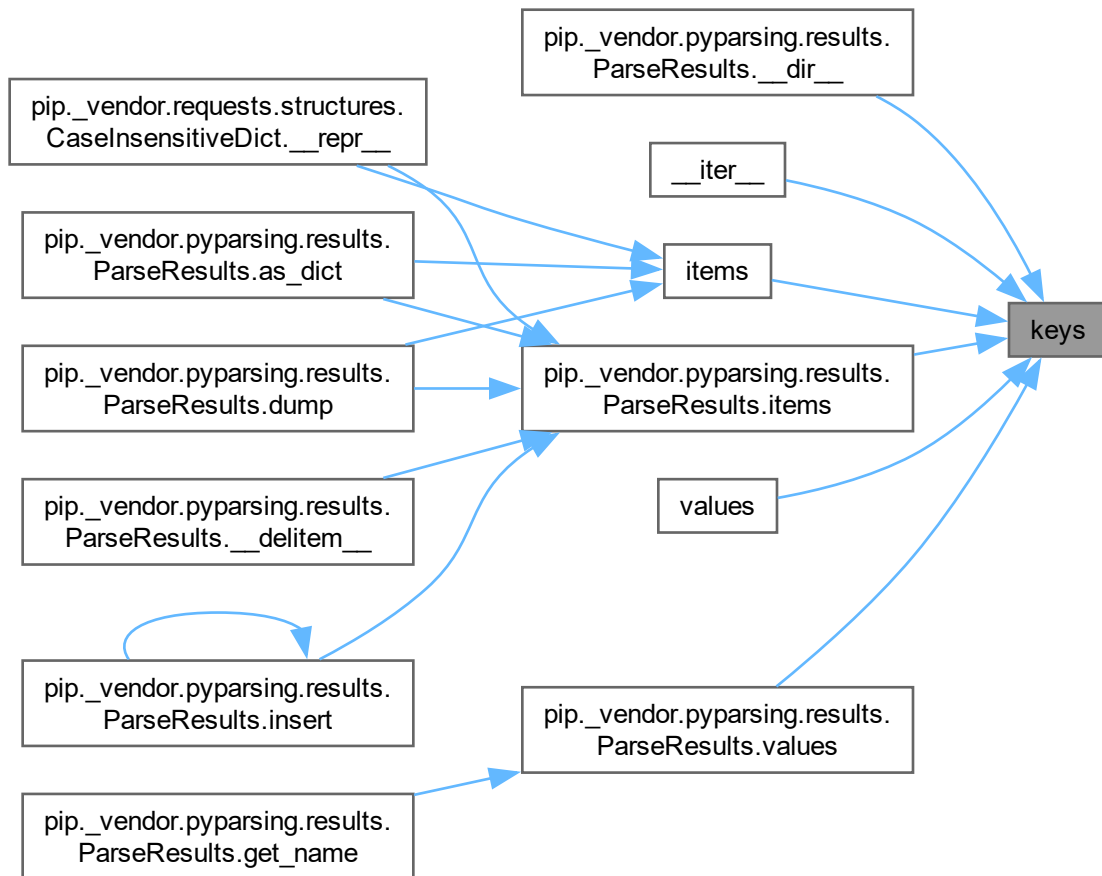 pip._vendor.pyparsing.results.
ParseResults.__dir__
pip._vendor.requests.structures.
CaseInsensitiveDict.__repr__
__iter__
pip._vendor.pyparsing.results.
ParseResults.as_dict
items
keys
pip._vendor.pyparsing.results.
ParseResults.dump
pip._vendor.pyparsing.results.
ParseResults.items
pip._vendor.pyparsing.results.
ParseResults.__delitem__
values
pip._vendor.pyparsing.results.
ParseResults.insert
pip._vendor.pyparsing.results.
ParseResults.values
pip._vendor.pyparsing.results.
ParseResults.get_name